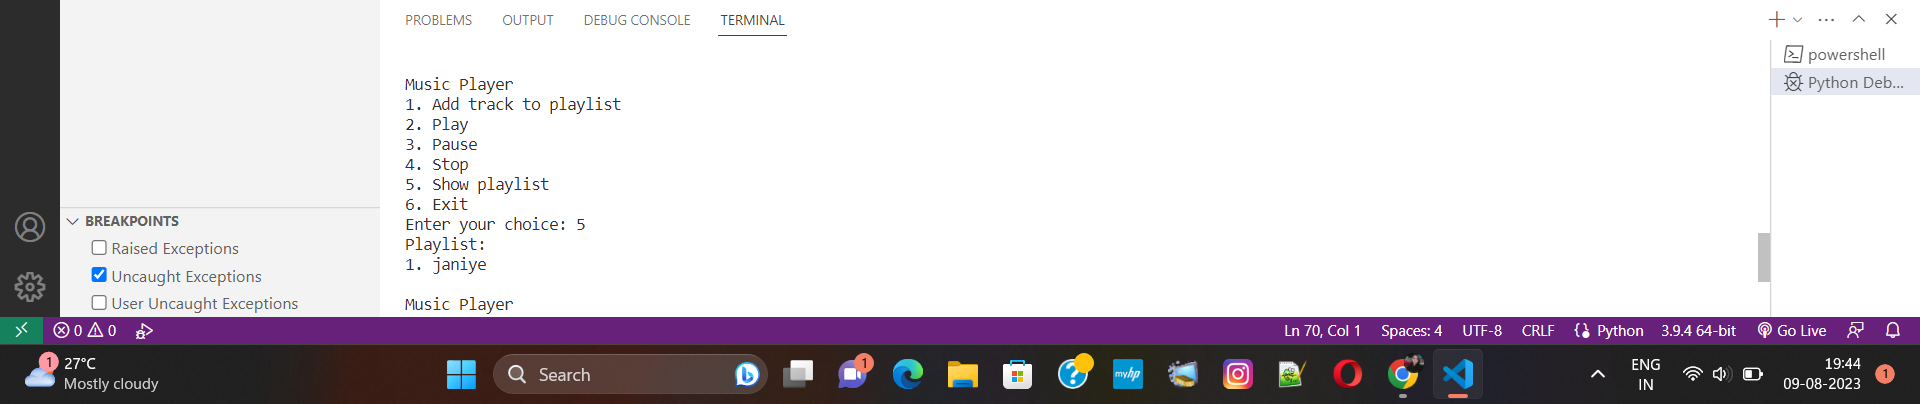 PROBLEMS OUTPUT DEBUG CONSOLE TERMINAL
powershell
Python Deb...
Music Player
1. Add track to playlist
2. Play
3. Pause
4. Stop
5. Show playlist
6. Exit
Enter your choice: 5
Playlist:
1. janiye
Music Player
BREAKPOINTS
Raised Exceptions
Uncaught Exceptions
User Uncaught Exceptions
0 0 Ln 70, Col 1 Spaces: 4 UTF-8 CRLF Python 3.9.4 64-bit Go Live
1
27°C
Mostly cloudy
Search
1
myhp
ENG
IN
19:44
09-08-2023
1